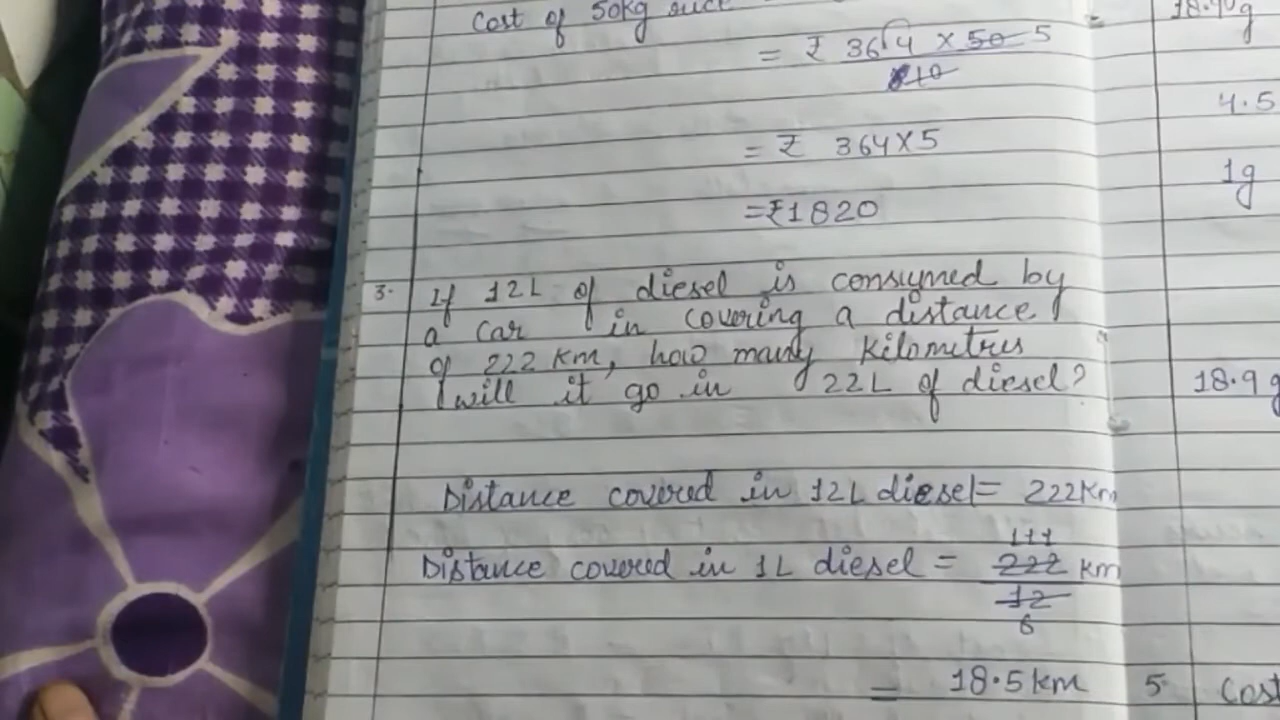 Cost of 50kg
= ₹ 364 × 50 5
10
= ₹ 364×5
=₹1820
3. If 12L of diesel is consumed by
a car in covering a distance
of 222 km, how many kilometres
will it go in 22L of diesel?
Distance covered in 12L diesel= 222Km
111
Distance covered in 1L diesel = 222 km
12
6
= 18.5km
18.90g
4.5
1g
18.9g
5. Cost